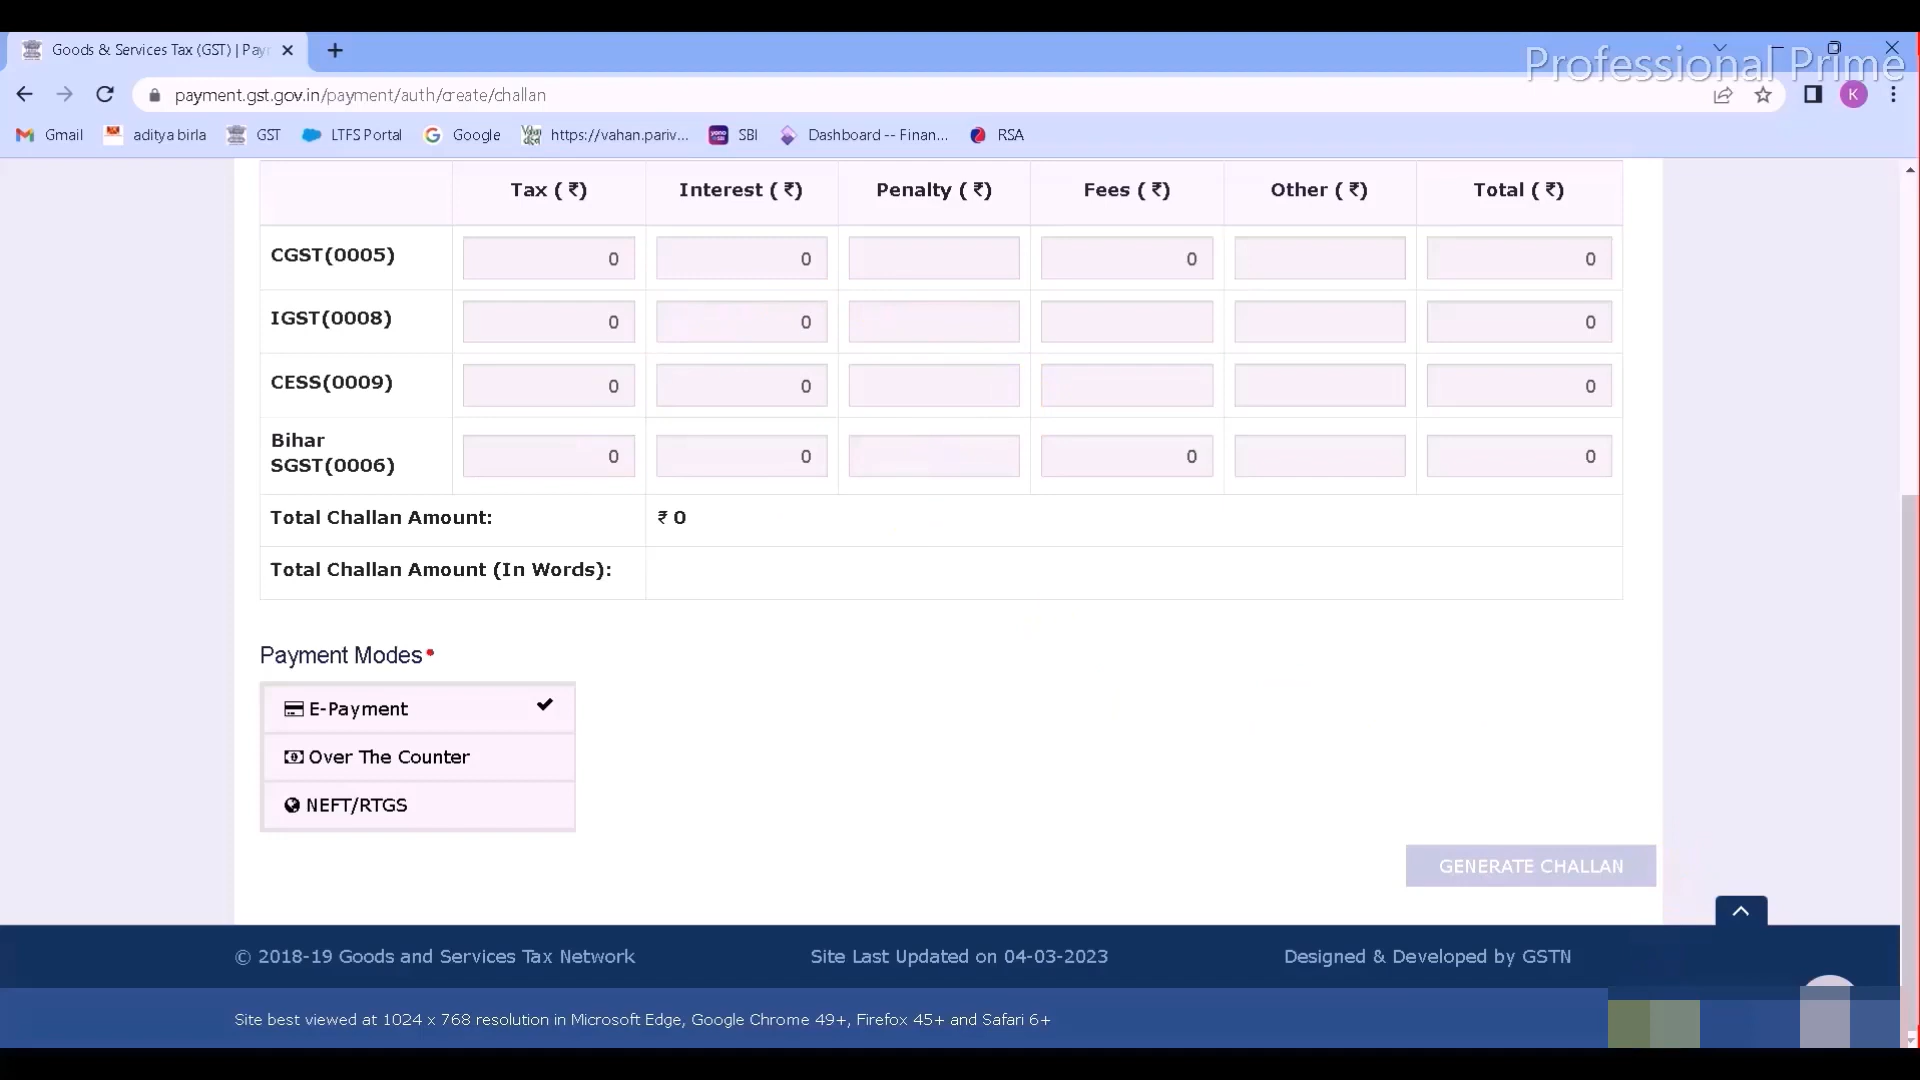 Goods & Services Tax (GST) | Pay
Professional Prime
payment.gst.gov.in/payment/auth/create/challan
K
Gmail aditya birla GST LTFS Portal Google https://vahan.pariv... SBI Dashboard -- Finan... RSA
Tax (₹) Interest (₹) Penalty (₹) Fees (₹) Other (₹) Total (₹)
CGST(0005) 0 0 0 0
IGST(0008) 0 0 0
CESS(0009) 0 0 0
Bihar
SGST(0006) 0 0 0 0
Total Challan Amount: ₹ 0
Total Challan Amount (In Words):
Payment Modes•
E-Payment
Over The Counter
NEFT/RTGS
GENERATE CHALLAN
© 2018-19 Goods and Services Tax Network Site Last Updated on 04-03-2023 Designed & Developed by GSTN
Site best viewed at 1024 x 768 resolution in Microsoft Edge, Google Chrome 49+, Firefox 45+ and Safari 6+